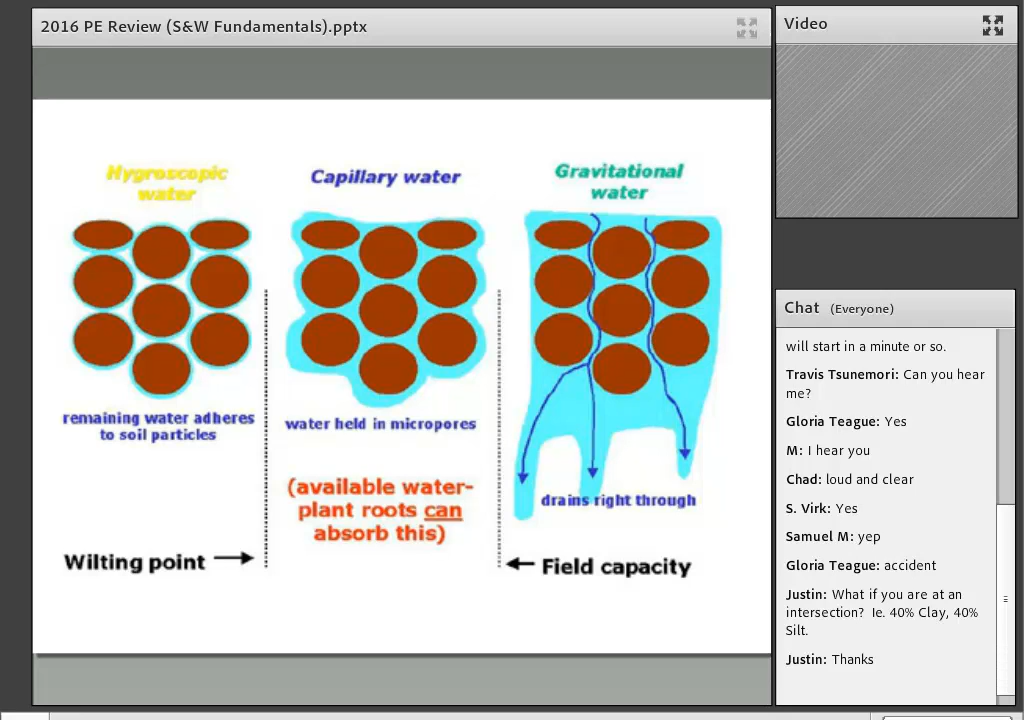 2016 PE Review (S&W Fundamentals).pptx
Hygroscopic
water
Capillary water
Gravitational
water
remaining water adheres
to soil particles
water held in micropores
drains right through
(available water-
plant roots can
absorb this)
Wilting point
Field capacity
Video
Chat (Everyone)
will start in a minute or so.
Travis Tsunemori: Can you hear
me?
Gloria Teague: Yes
M: I hear you
Chad: loud and clear
S. Virk: Yes
Samuel M: yep
Gloria Teague: accident
Justin: What if you are at an
intersection? Ie. 40% Clay, 40%
Silt.
Justin: Thanks